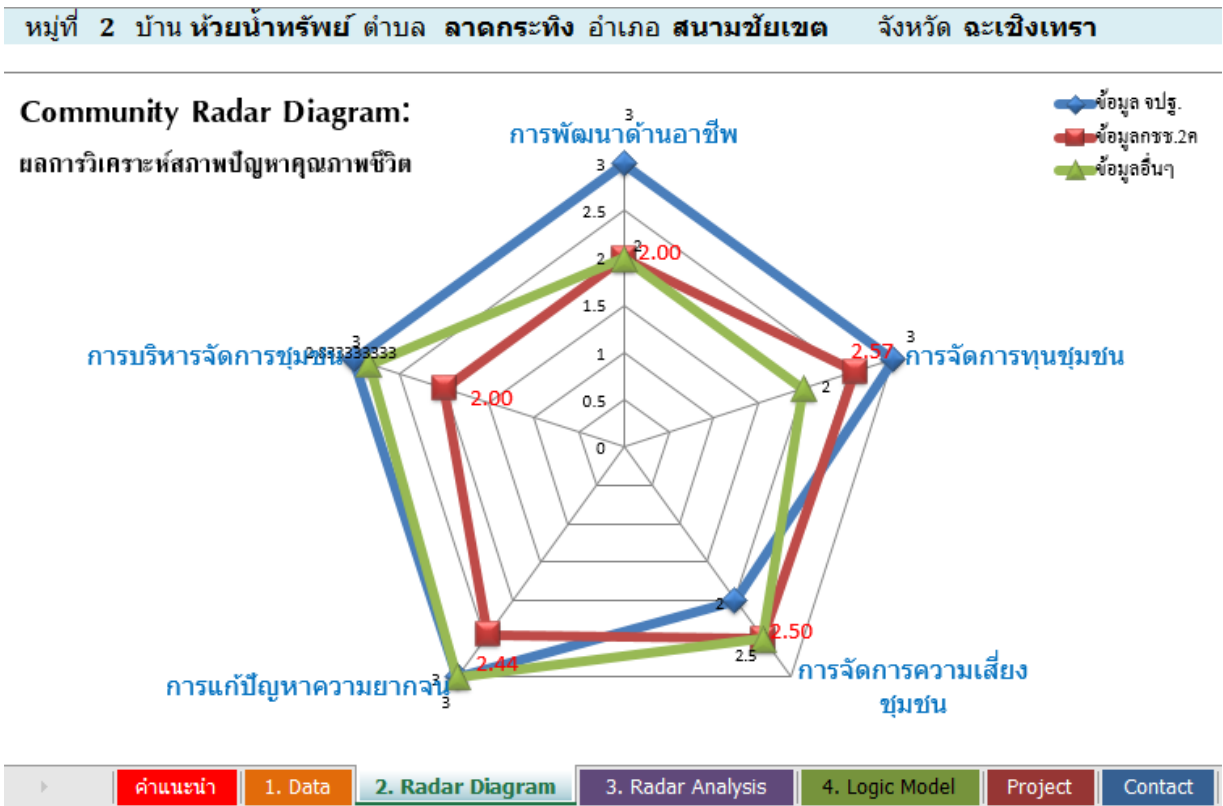 หมู่ที่ 2 บ้าน ห้วยน้ำทรัพย์ ตำบล ลาดกระทิง อำเภอ สนามชัยเขต จังหวัด ฉะเชิงเทรา
Community Radar Diagram:
ผลการวิเคราะห์สภาพปัญหาคุณภาพชีวิต
ข้อมูล จปฐ.
ข้อมูลกชช.2ค
ข้อมูลอื่นๆ
3
การพัฒนาด้านอาชีพ
3
2.5
2
2
2.00
1.5
1
0.5
0
3
2.57
การจัดการทุนชุมชน
2
3
2.833333333
การบริหารจัดการชุมชน
2.00
2
2.50
2.5
การจัดการความเสี่ยง
ชุมชน
2.44
3
3
การแก้ปัญหาความยากจน
คำแนะนำ
1. Data
2. Radar Diagram
3. Radar Analysis
4. Logic Model
Project
Contact